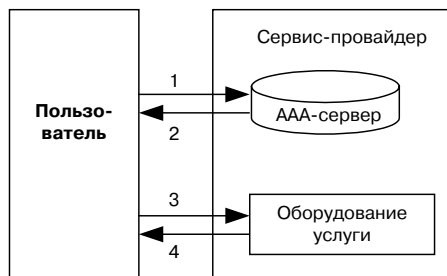 Сервис-провайдер
1
Пользо-
ватель
ААА-сервер
2
3
Оборудование
услуги
4